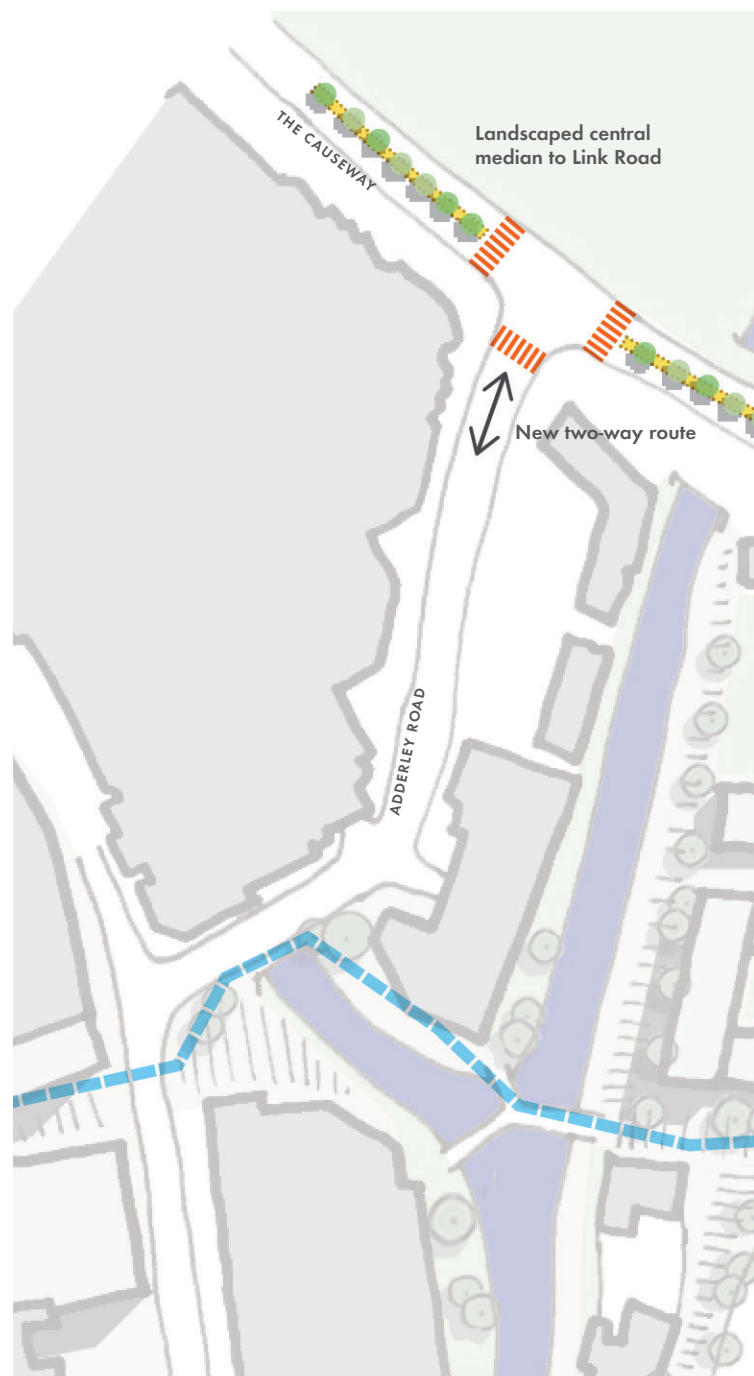 THE CAUSEWAY
Landscaped central
median to Link Road
New two-way route
ADDERLEY ROAD